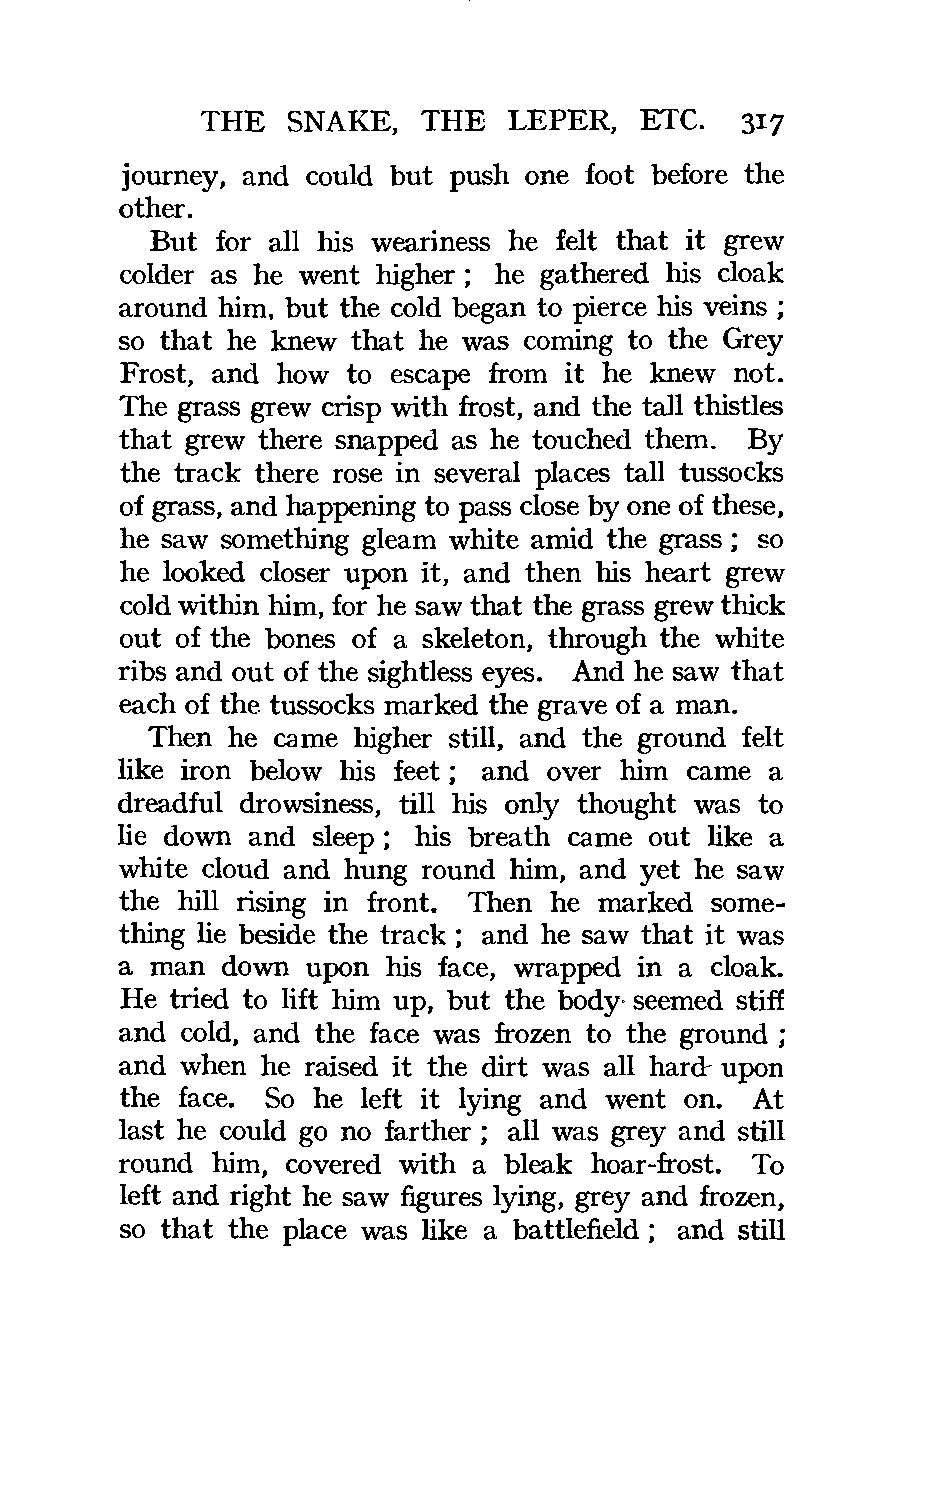 THE SNAKE, THE LEPER, ETC. 317
journey, and could but push one foot before the
other.
But for all his weariness he felt that it grew
colder as he went higher ; he gathered his cloak
around him, but the cold began to pierce his veins ;
so that he knew that he was coming to the Grey
Frost, and how to escape from it he knew not.
The grass grew crisp with frost, and the tall thistles
that grew there snapped as he touched them. By
the track there rose in several places tall tussocks
of grass, and happening to pass close by one of these,
he saw something gleam white amid the grass ; so
he looked closer upon it, and then his heart grew
cold within him, for he saw that the grass grew thick
out of the bones of a skeleton, through the white
ribs and out of the sightless eyes. And he saw that
each of the tussocks marked the grave of a man.
Then he came higher still, and the ground felt
like iron below his feet ; and over him came a
dreadful drowsiness, till his only thought was to
lie down and sleep ; his breath came out like a
white cloud and hung round him, and yet he saw
the hill rising in front. Then he marked some-
thing lie beside the track ; and he saw that it was
a man down upon his face, wrapped in a cloak.
He tried to lift him up, but the body seemed stiff
and cold, and the face was frozen to the ground ;
and when he raised it the dirt was all hard upon
the face. So he left it lying and went on. At
last he could go no farther ; all was grey and still
round him, covered with a bleak hoar-frost. To
left and right he saw figures lying, grey and frozen,
so that the place was like a battlefield ; and still